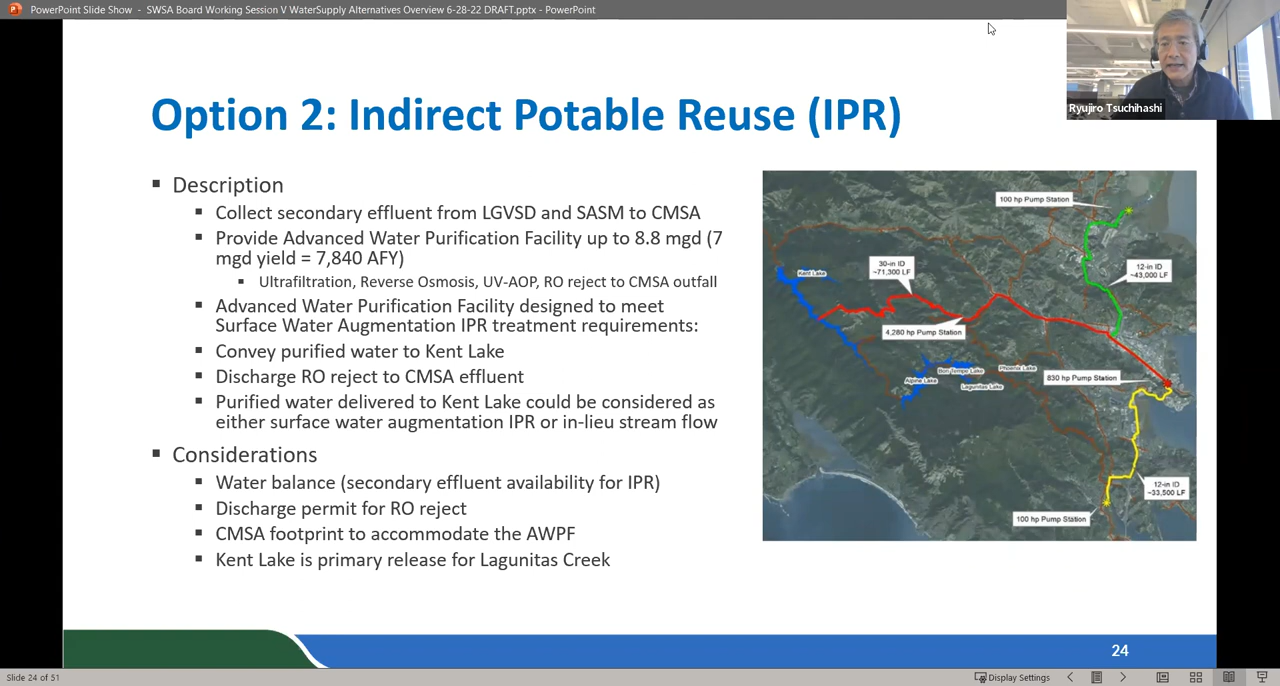 PowerPoint Slide Show - SWSA Board Working Session V WaterSupply Alternatives Overview 6-28-22 DRAFT.pptx - PowerPoint
Ryujiro Tsuchihashi
Option 2: Indirect Potable Reuse (IPR)
▪ Description
▪ Collect secondary effluent from LGVSD and SASM to CMSA
▪ Provide Advanced Water Purification Facility up to 8.8 mgd (7
mgd yield = 7,840 AFY)
▪ Ultrafiltration, Reverse Osmosis, UV-AOP, RO reject to CMSA outfall
▪ Advanced Water Purification Facility designed to meet
Surface Water Augmentation IPR treatment requirements:
▪ Convey purified water to Kent Lake
▪ Discharge RO reject to CMSA effluent
▪ Purified water delivered to Kent Lake could be considered as
either surface water augmentation IPR or in-lieu stream flow
▪ Considerations
▪ Water balance (secondary effluent availability for IPR)
▪ Discharge permit for RO reject
▪ CMSA footprint to accommodate the AWPF
▪ Kent Lake is primary release for Lagunitas Creek
100 hp Pump Station
30-in ID
~71,300 LF
Kent Lake
12-in ID
~43,000 LF
4,280 hp Pump Station
Bon Tempe Lake
Phoenix Lake
Alpine Lake
Lagunitas Lake
830 hp Pump Station
12-in ID
~33,500 LF
100 hp Pump Station
24
Slide 24 of 51
Display Settings